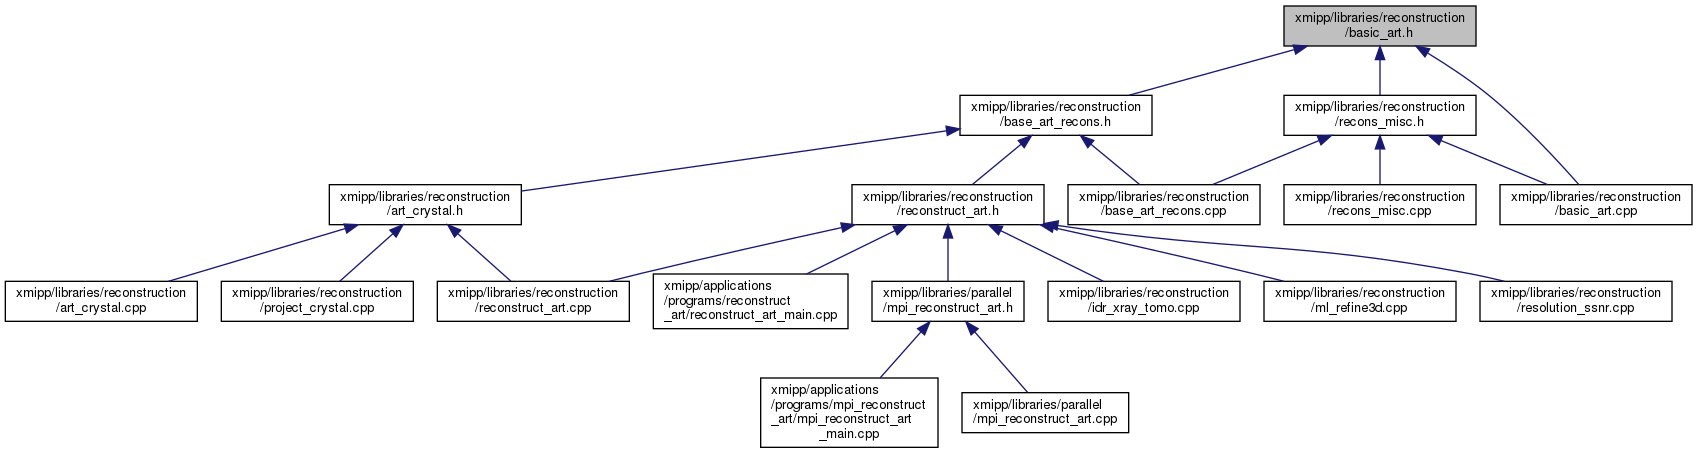 xmipp/libraries/reconstruction
/basic_art.h
xmipp/libraries/reconstruction
/base_art_recons.h
xmipp/libraries/reconstruction
/recons_misc.h
xmipp/libraries/reconstruction
/art_crystal.h
xmipp/libraries/reconstruction
/reconstruct_art.h
xmipp/libraries/reconstruction
/base_art_recons.cpp
xmipp/libraries/reconstruction
/recons_misc.cpp
xmipp/libraries/reconstruction
/basic_art.cpp
xmipp/libraries/reconstruction
/art_crystal.cpp
xmipp/libraries/reconstruction
/project_crystal.cpp
xmipp/libraries/reconstruction
/reconstruct_art.cpp
xmipp/applications
/programs/reconstruct
_art/reconstruct_art_main.cpp
xmipp/libraries/parallel
/mpi_reconstruct_art.h
xmipp/libraries/reconstruction
/idr_xray_tomo.cpp
xmipp/libraries/reconstruction
/ml_refine3d.cpp
xmipp/libraries/reconstruction
/resolution_ssnr.cpp
xmipp/applications
/programs/mpi_reconstruct
_art/mpi_reconstruct_art
_main.cpp
xmipp/libraries/parallel
/mpi_reconstruct_art.cpp